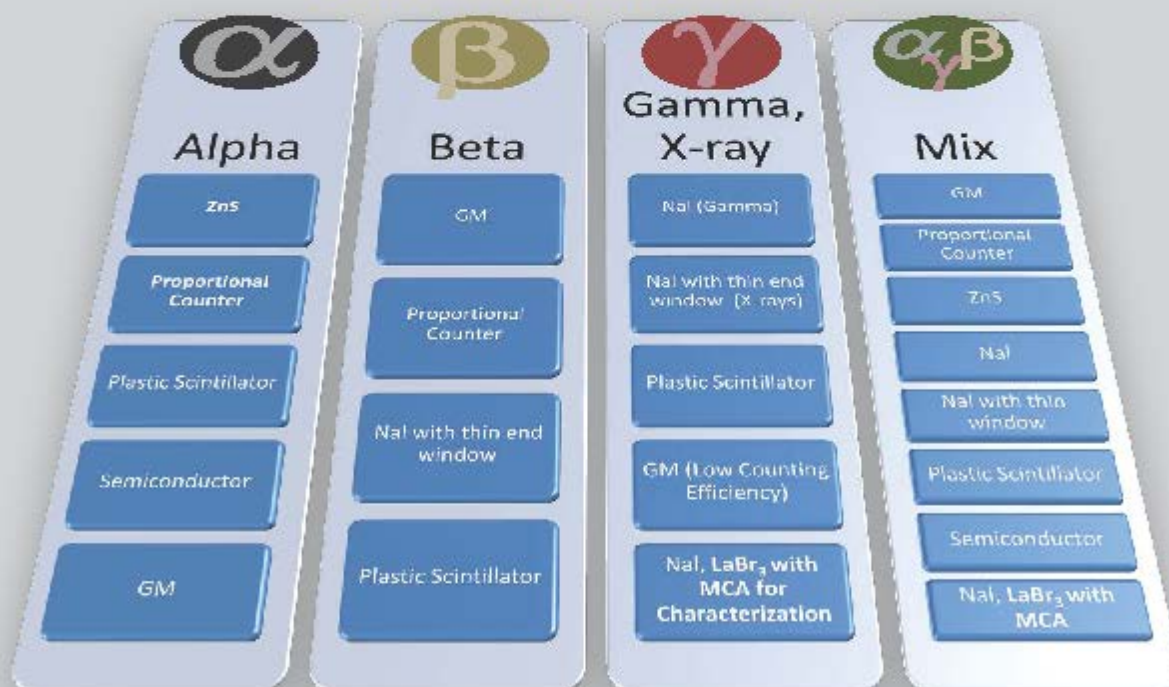 α
Alpha
ZnS
Proportional
Counter
Plastic Scintillator
Semiconductor
GM
β
Beta
GM
Proportional
Counter
NaI with thin end
window
Plastic Scintillator
γ
Gamma,
X-ray
NaI (Gamma)
NaI with thin end
window (X-rays)
Plastic Scintillator
GM (Low Counting
Efficiency)
NaI, LaBr₃ with
MCA for
Characterization
α γ β
Mix
GM
Proportional
Counter
ZnS
NaI
NaI with thin
window
Plastic Scintillator
Semiconductor
NaI, LaBr₃ with
MCA